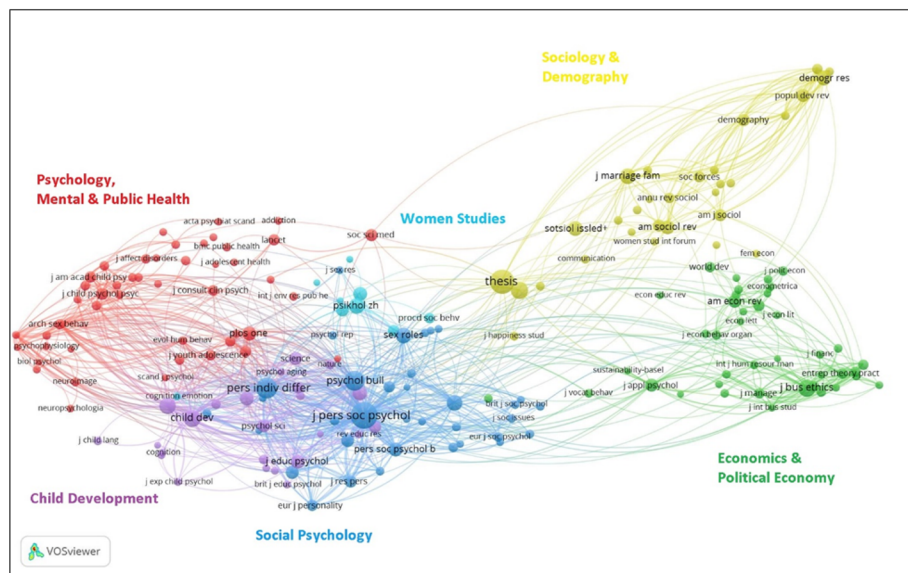 Sociology &
Demography
demogr res
popul dev rev
demography
Psychology,
Mental & Public Health
j marriage fam
soc forces
annu rev sociol
am j sociol
Women Studies
acta psychiat scand
addiction
soc sci med
sotsiol issled+
am sociol rev
lancet
women stud int forum
bmc public health
fem econ
j affect disorders
j adolescent health
communication
world dev
j polit econ
j sex res
j am acad child psy
thesis
econometrica
j child psychol psyc
j consult clin psych
int j env res pub he
econ educ rev
am econ rev
psikhol zh
j econ lit
arch sex behav
procd soc behv
econ lett
psychophysiology
evol hum behav
plos one
psychol rep
sex roles
j happiness stud
j econ behav organ
biol psychol
j youth adolescence
science
nature
j financ
neuroimage
scand j psychol
psychol aging
psychol bull
sustainability-basel
int j hum resour man
entrep theory pract
cognition emotion
pers indiv differ
j appl psychol
j bus ethics
neuropsychologia
j vocat behav
j manage
child dev
j pers soc psychol
brit j soc psychol
j int bus stud
psychol sci
j soc issues
j child lang
rev educ res
eur j soc psychol
cognition
pers soc psychol b
j educ psychol
Economics &
Political Economy
j exp child psychol
brit j educ psychol
j res pers
Child Development
eur j personality
Social Psychology
VOSviewer